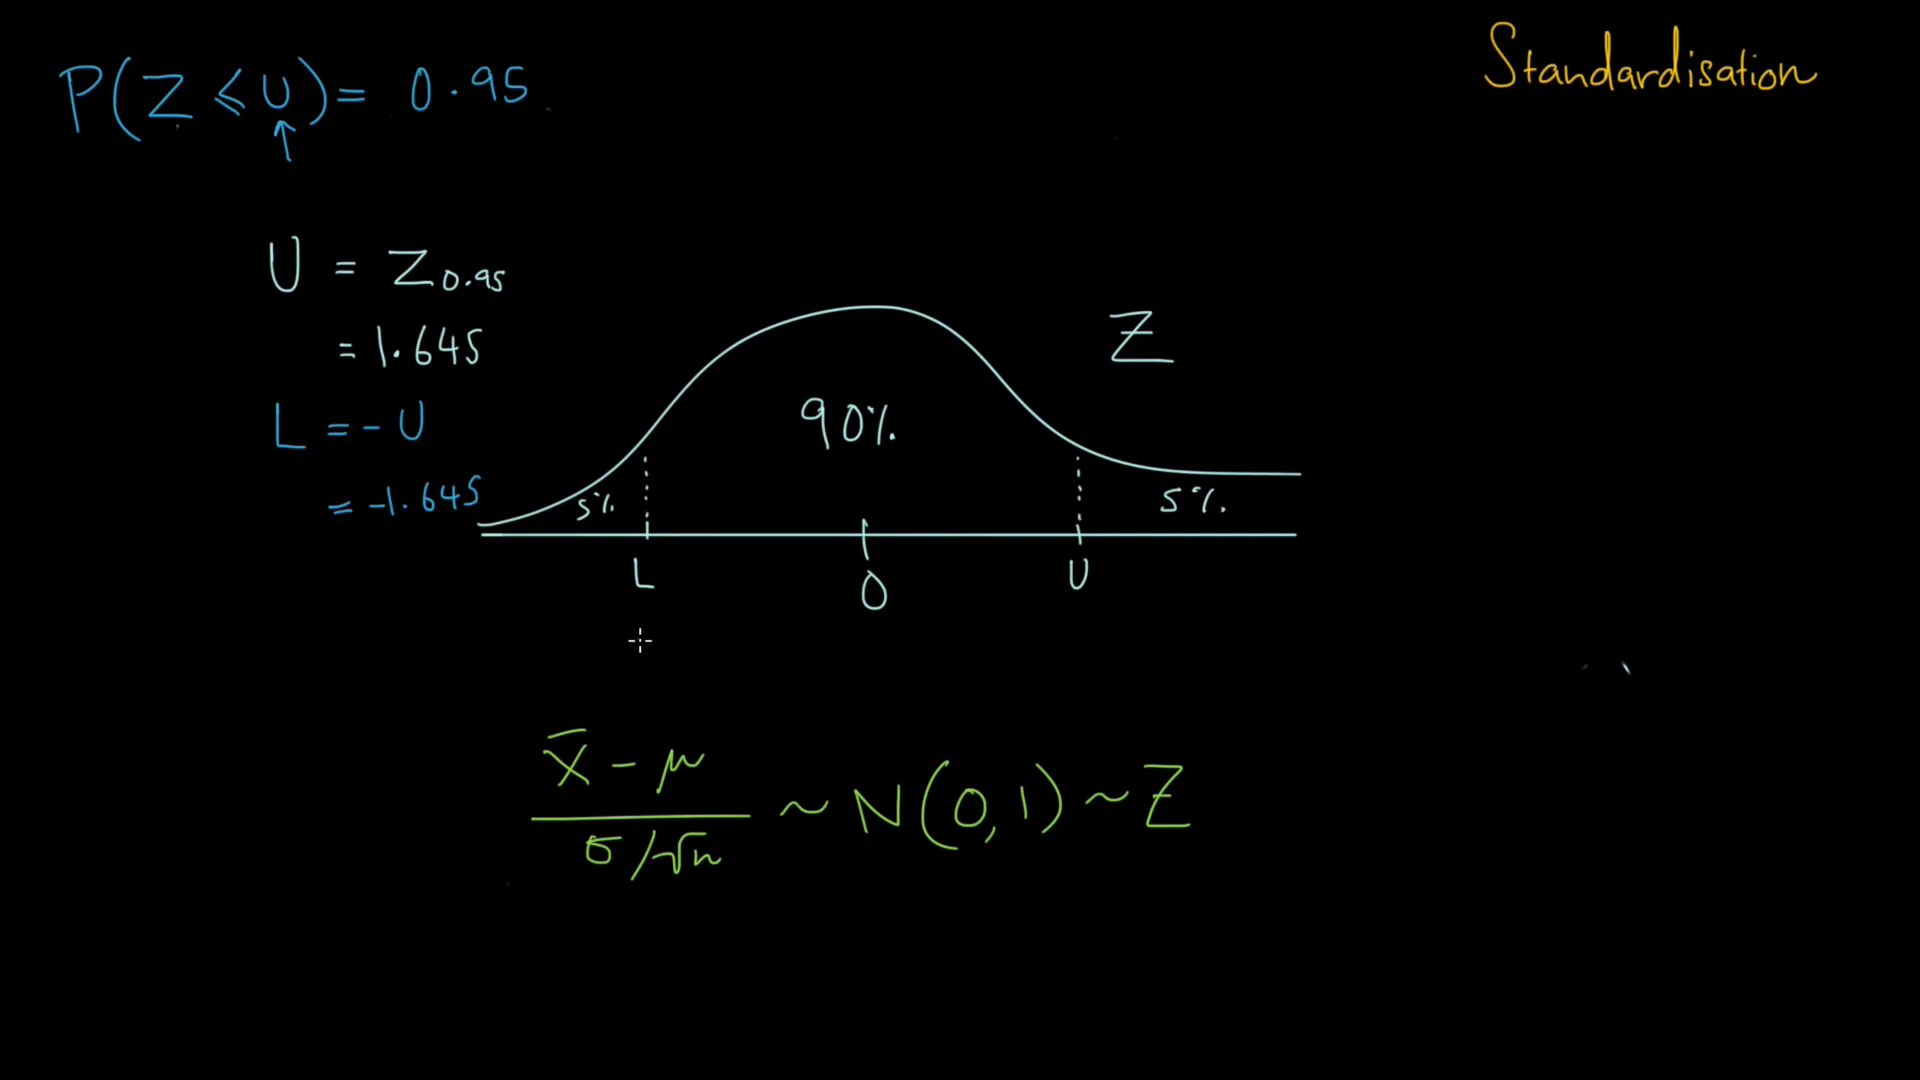 Standardisation
P(Z ≤ U) = 0.95
U = Z0.95
= 1.645
L = -U
= -1.645
Z
90%
5%
5%
L
0
U
x̄ - μ
σ/√n
~ N(0,1) ~ Z